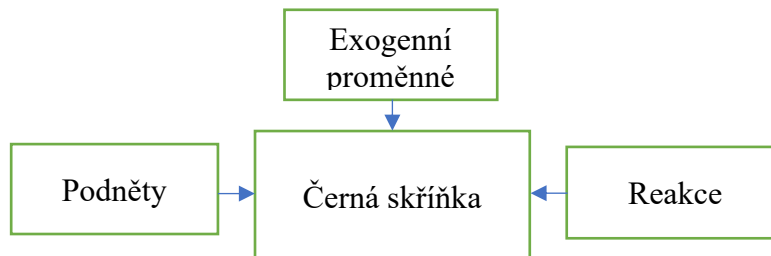 Exogenní
proměnné
Podněty
Černá skříňka
Reakce